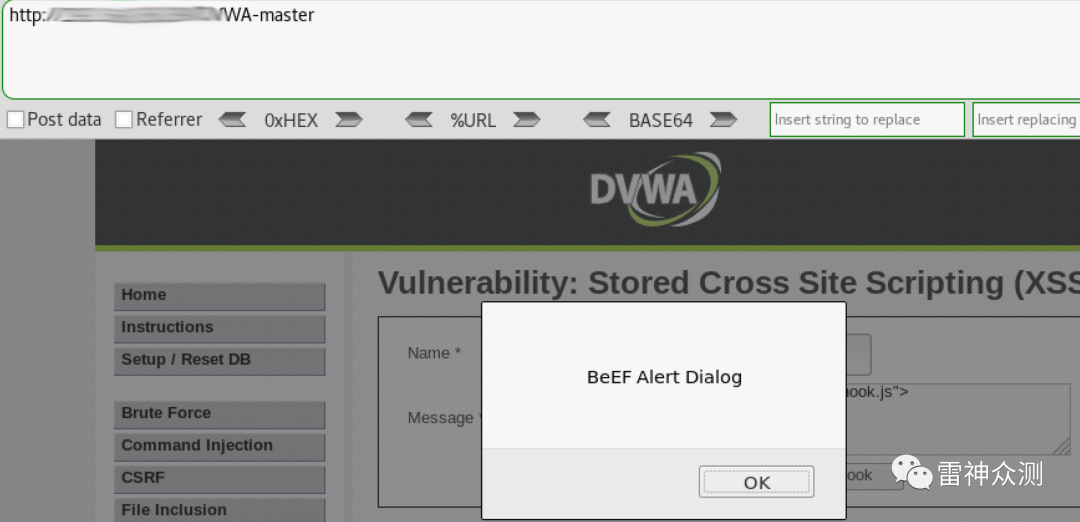 http:/ /WA-master
Post data Referrer 0xHEX %URL BASE64 Insert string to replace Insert replacing
DVWA
Vulnerability: Stored Cross Site Scripting (XSS
Home
Instructions
Setup / Reset DB
Brute Force
Command Injection
CSRF
File Inclusion
Name *
Message *
ook.js">
ook
BeEF Alert Dialog
OK
雷神众测